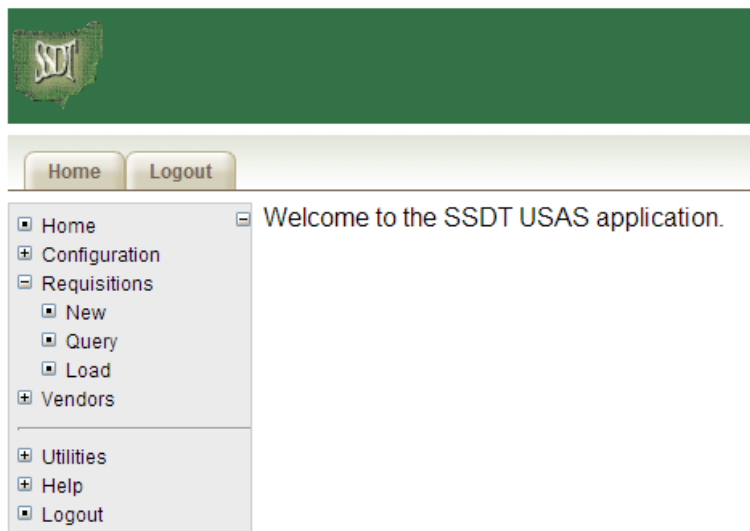 SSDT
Home Logout
Welcome to the SSDT USAS application.
Home
Configuration
Requisitions
New
Query
Load
Vendors
Utilities
Help
Logout